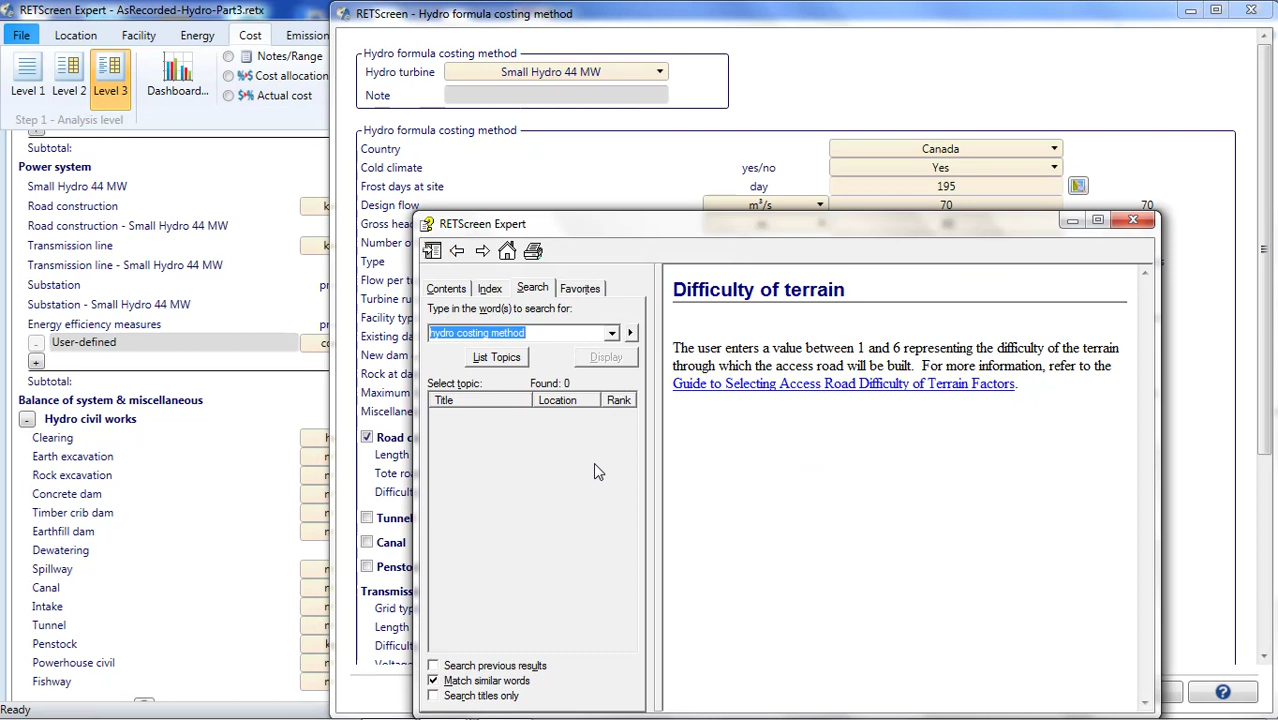 RETScreen Expert - AsRecorded-Hydro-Part3.retx
File Location Facility Energy Cost Emission
Level 1 Level 2 Level 3 Dashboard...
Notes/Range
Cost allocation
Actual cost
Step 1 - Analysis level
Subtotal:
Power system
Small Hydro 44 MW
Road construction
Road construction - Small Hydro 44 MW
Transmission line
Transmission line - Small Hydro 44 MW
Substation
Substation - Small Hydro 44 MW
Energy efficiency measures
User-defined
Subtotal:
Balance of system & miscellaneous
Hydro civil works
Clearing
Earth excavation
Rock excavation
Concrete dam
Timber crib dam
Earthfill dam
Dewatering
Spillway
Canal
Intake
Tunnel
Penstock
Powerhouse civil
Fishway
Ready
RETScreen - Hydro formula costing method
Hydro formula costing method
Hydro turbine Small Hydro 44 MW
Note
Hydro formula costing method
Country Canada
Cold climate yes/no Yes
Frost days at site day 195
Design flow m³/s 70 70
Gross hea
Number of
Type
Flow per t
Turbine ru
Facility typ
Existing da
New dam
Rock at da
Maximum
Miscellane
Road c
Length
Tote roa
Difficult
Tunnel
Canal
Pensto
Transmiss
Grid type
Length
Difficult
Voltage
RETScreen Expert
Contents Index Search Favorites
Type in the word(s) to search for:
hydro costing method
List Topics Display
Select topic: Found: 0
Title Location Rank
Search previous results
Match similar words
Search titles only
Difficulty of terrain
The user enters a value between 1 and 6 representing the difficulty of the terrain
through which the access road will be built. For more information, refer to the
Guide to Selecting Access Road Difficulty of Terrain Factors.